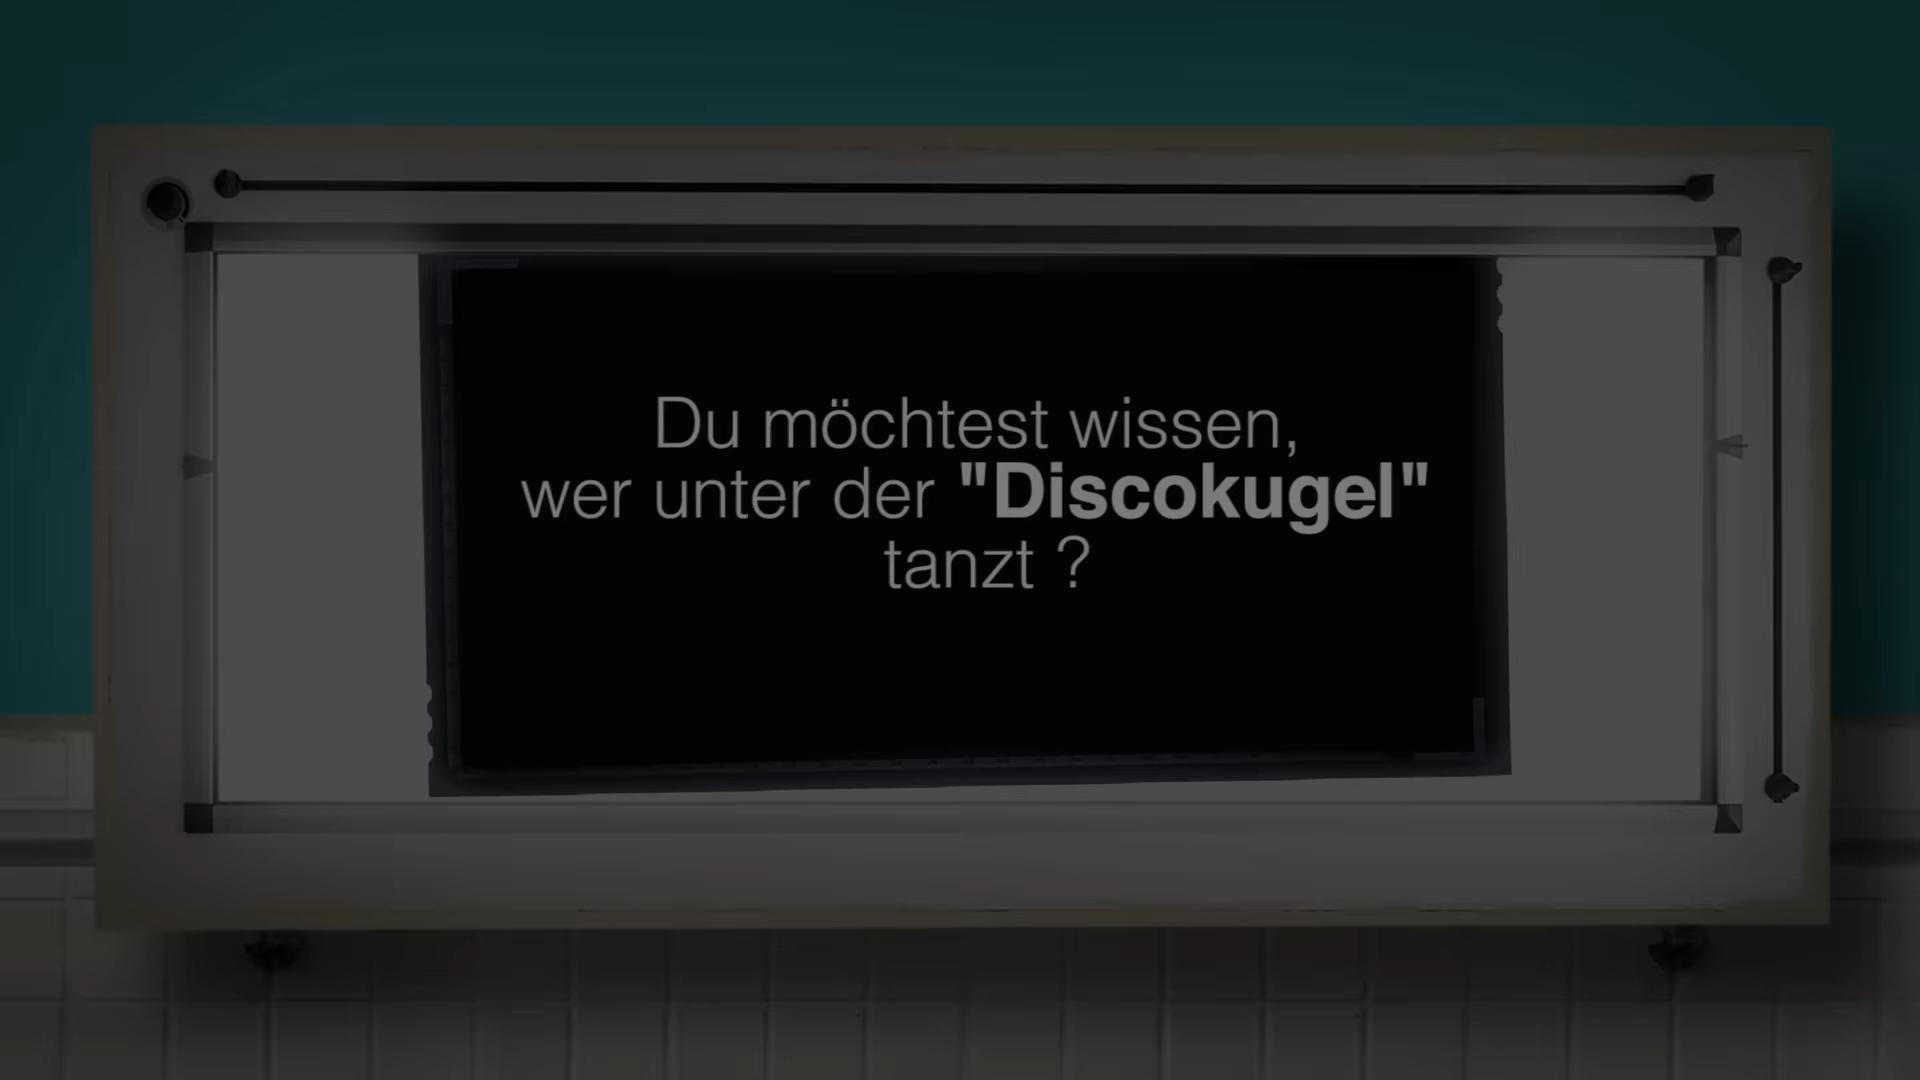 Du möchtest wissen,
wer unter der "Discokugel"
tanzt ?